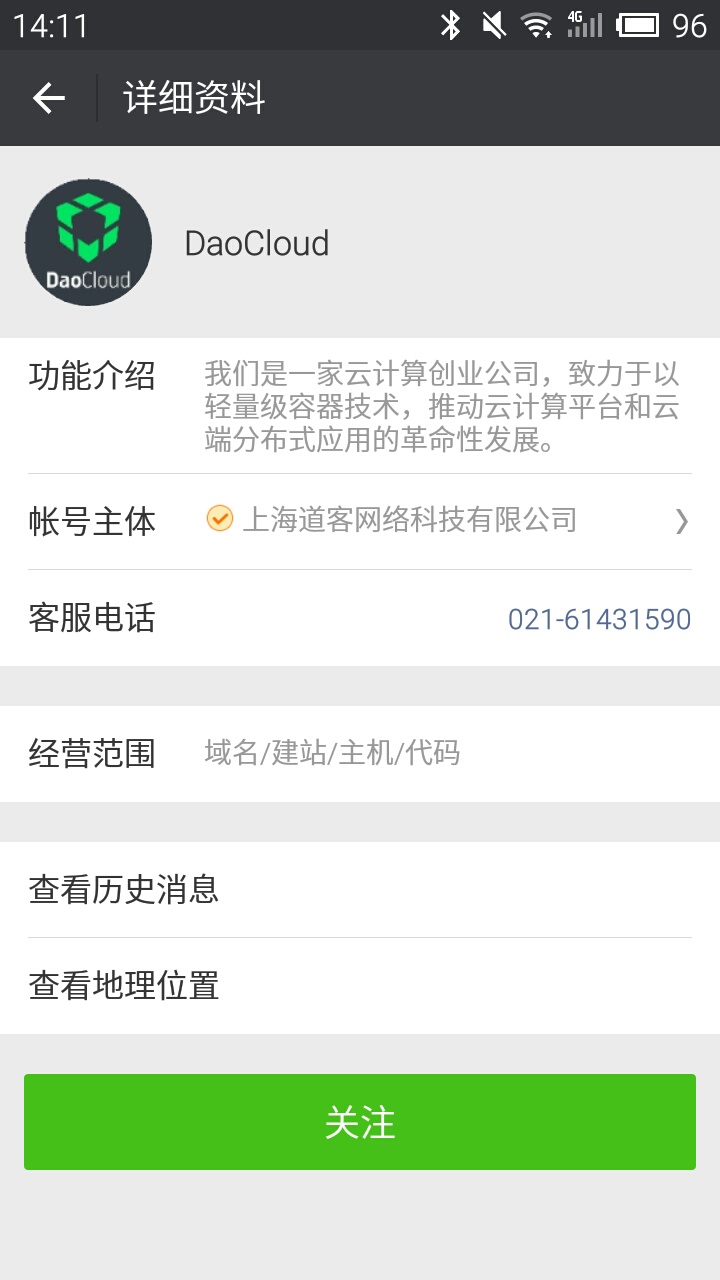 14:11
4G
96
详细资料
DaoCloud
DaoCloud
功能介绍
我们是一家云计算创业公司，致力于以
轻量级容器技术，推动云计算平台和云
端分布式应用的革命性发展。
帐号主体
上海道客网络科技有限公司
客服电话
021-61431590
经营范围
域名/建站/主机/代码
查看历史消息
查看地理位置
关注